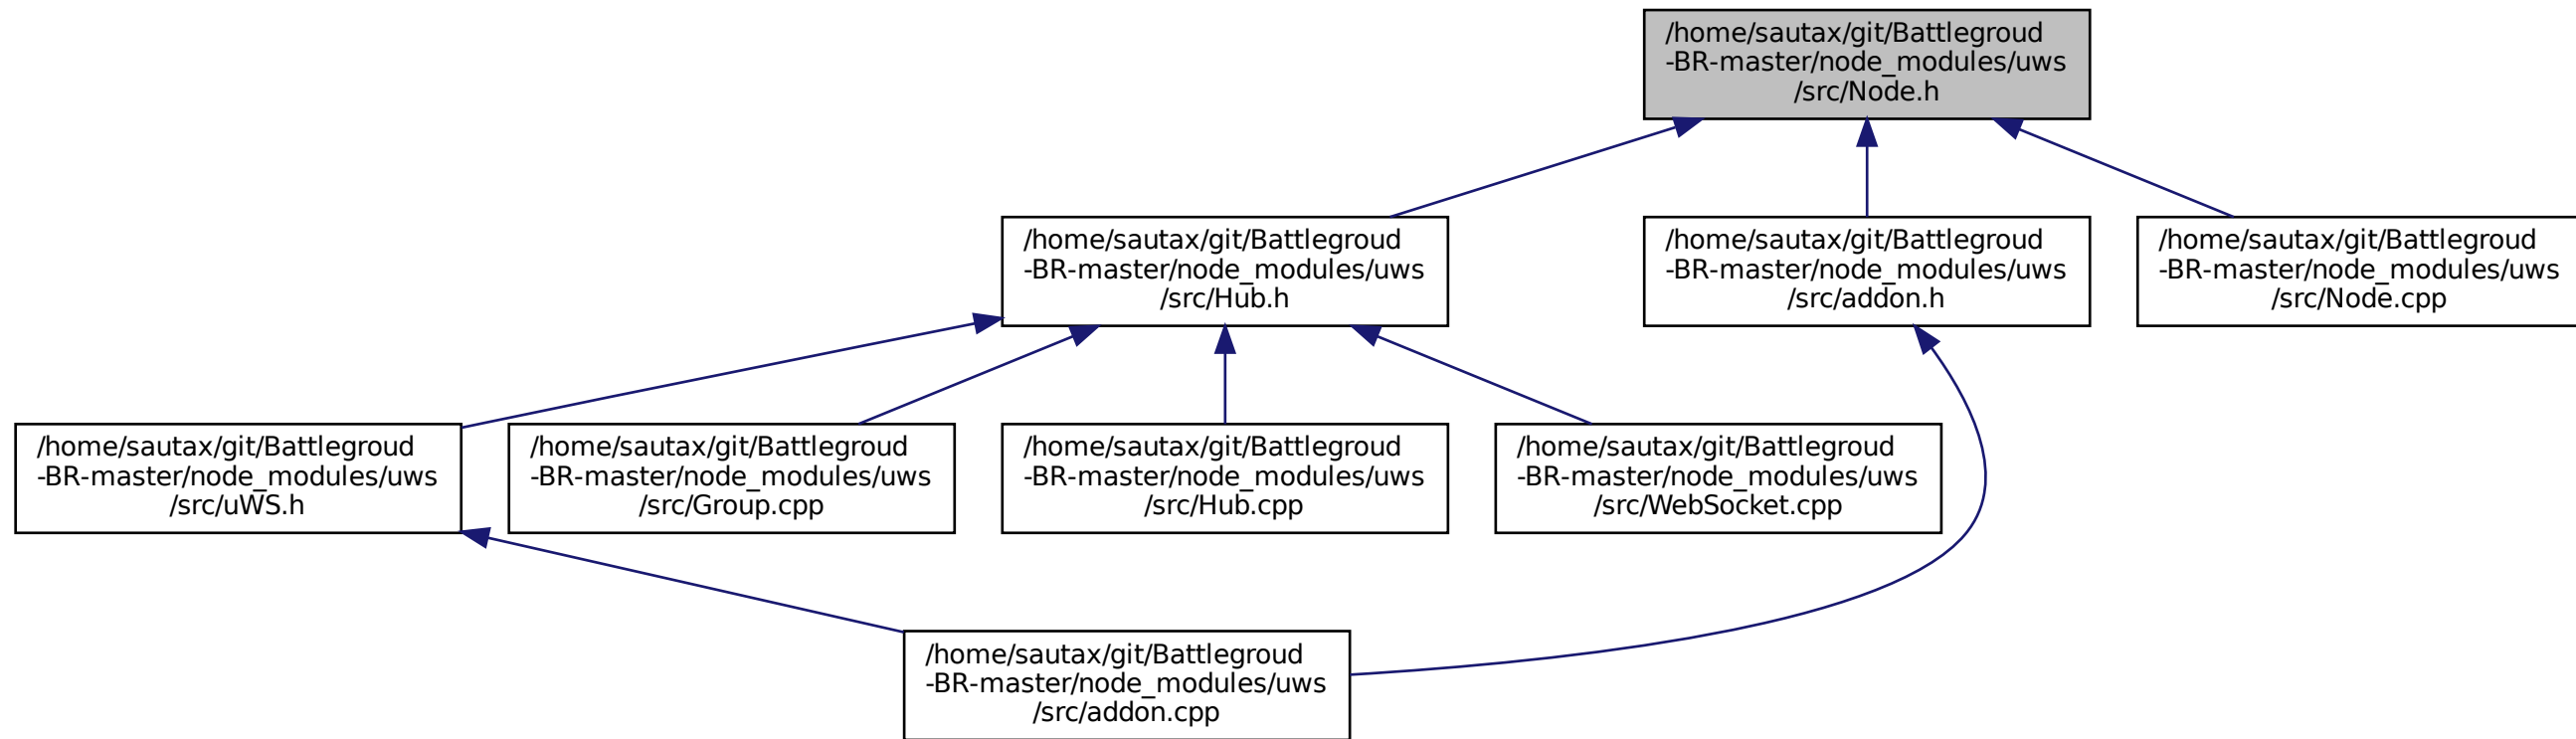 /home/sautax/git/Battlegroud
-BR-master/node_modules/uws
/src/Node.h
/home/sautax/git/Battlegroud
-BR-master/node_modules/uws
/src/Hub.h
/home/sautax/git/Battlegroud
-BR-master/node_modules/uws
/src/addon.h
/home/sautax/git/Battlegroud
-BR-master/node_modules/uws
/src/Node.cpp
/home/sautax/git/Battlegroud
-BR-master/node_modules/uws
/src/uWS.h
/home/sautax/git/Battlegroud
-BR-master/node_modules/uws
/src/Group.cpp
/home/sautax/git/Battlegroud
-BR-master/node_modules/uws
/src/Hub.cpp
/home/sautax/git/Battlegroud
-BR-master/node_modules/uws
/src/WebSocket.cpp
/home/sautax/git/Battlegroud
-BR-master/node_modules/uws
/src/addon.cpp